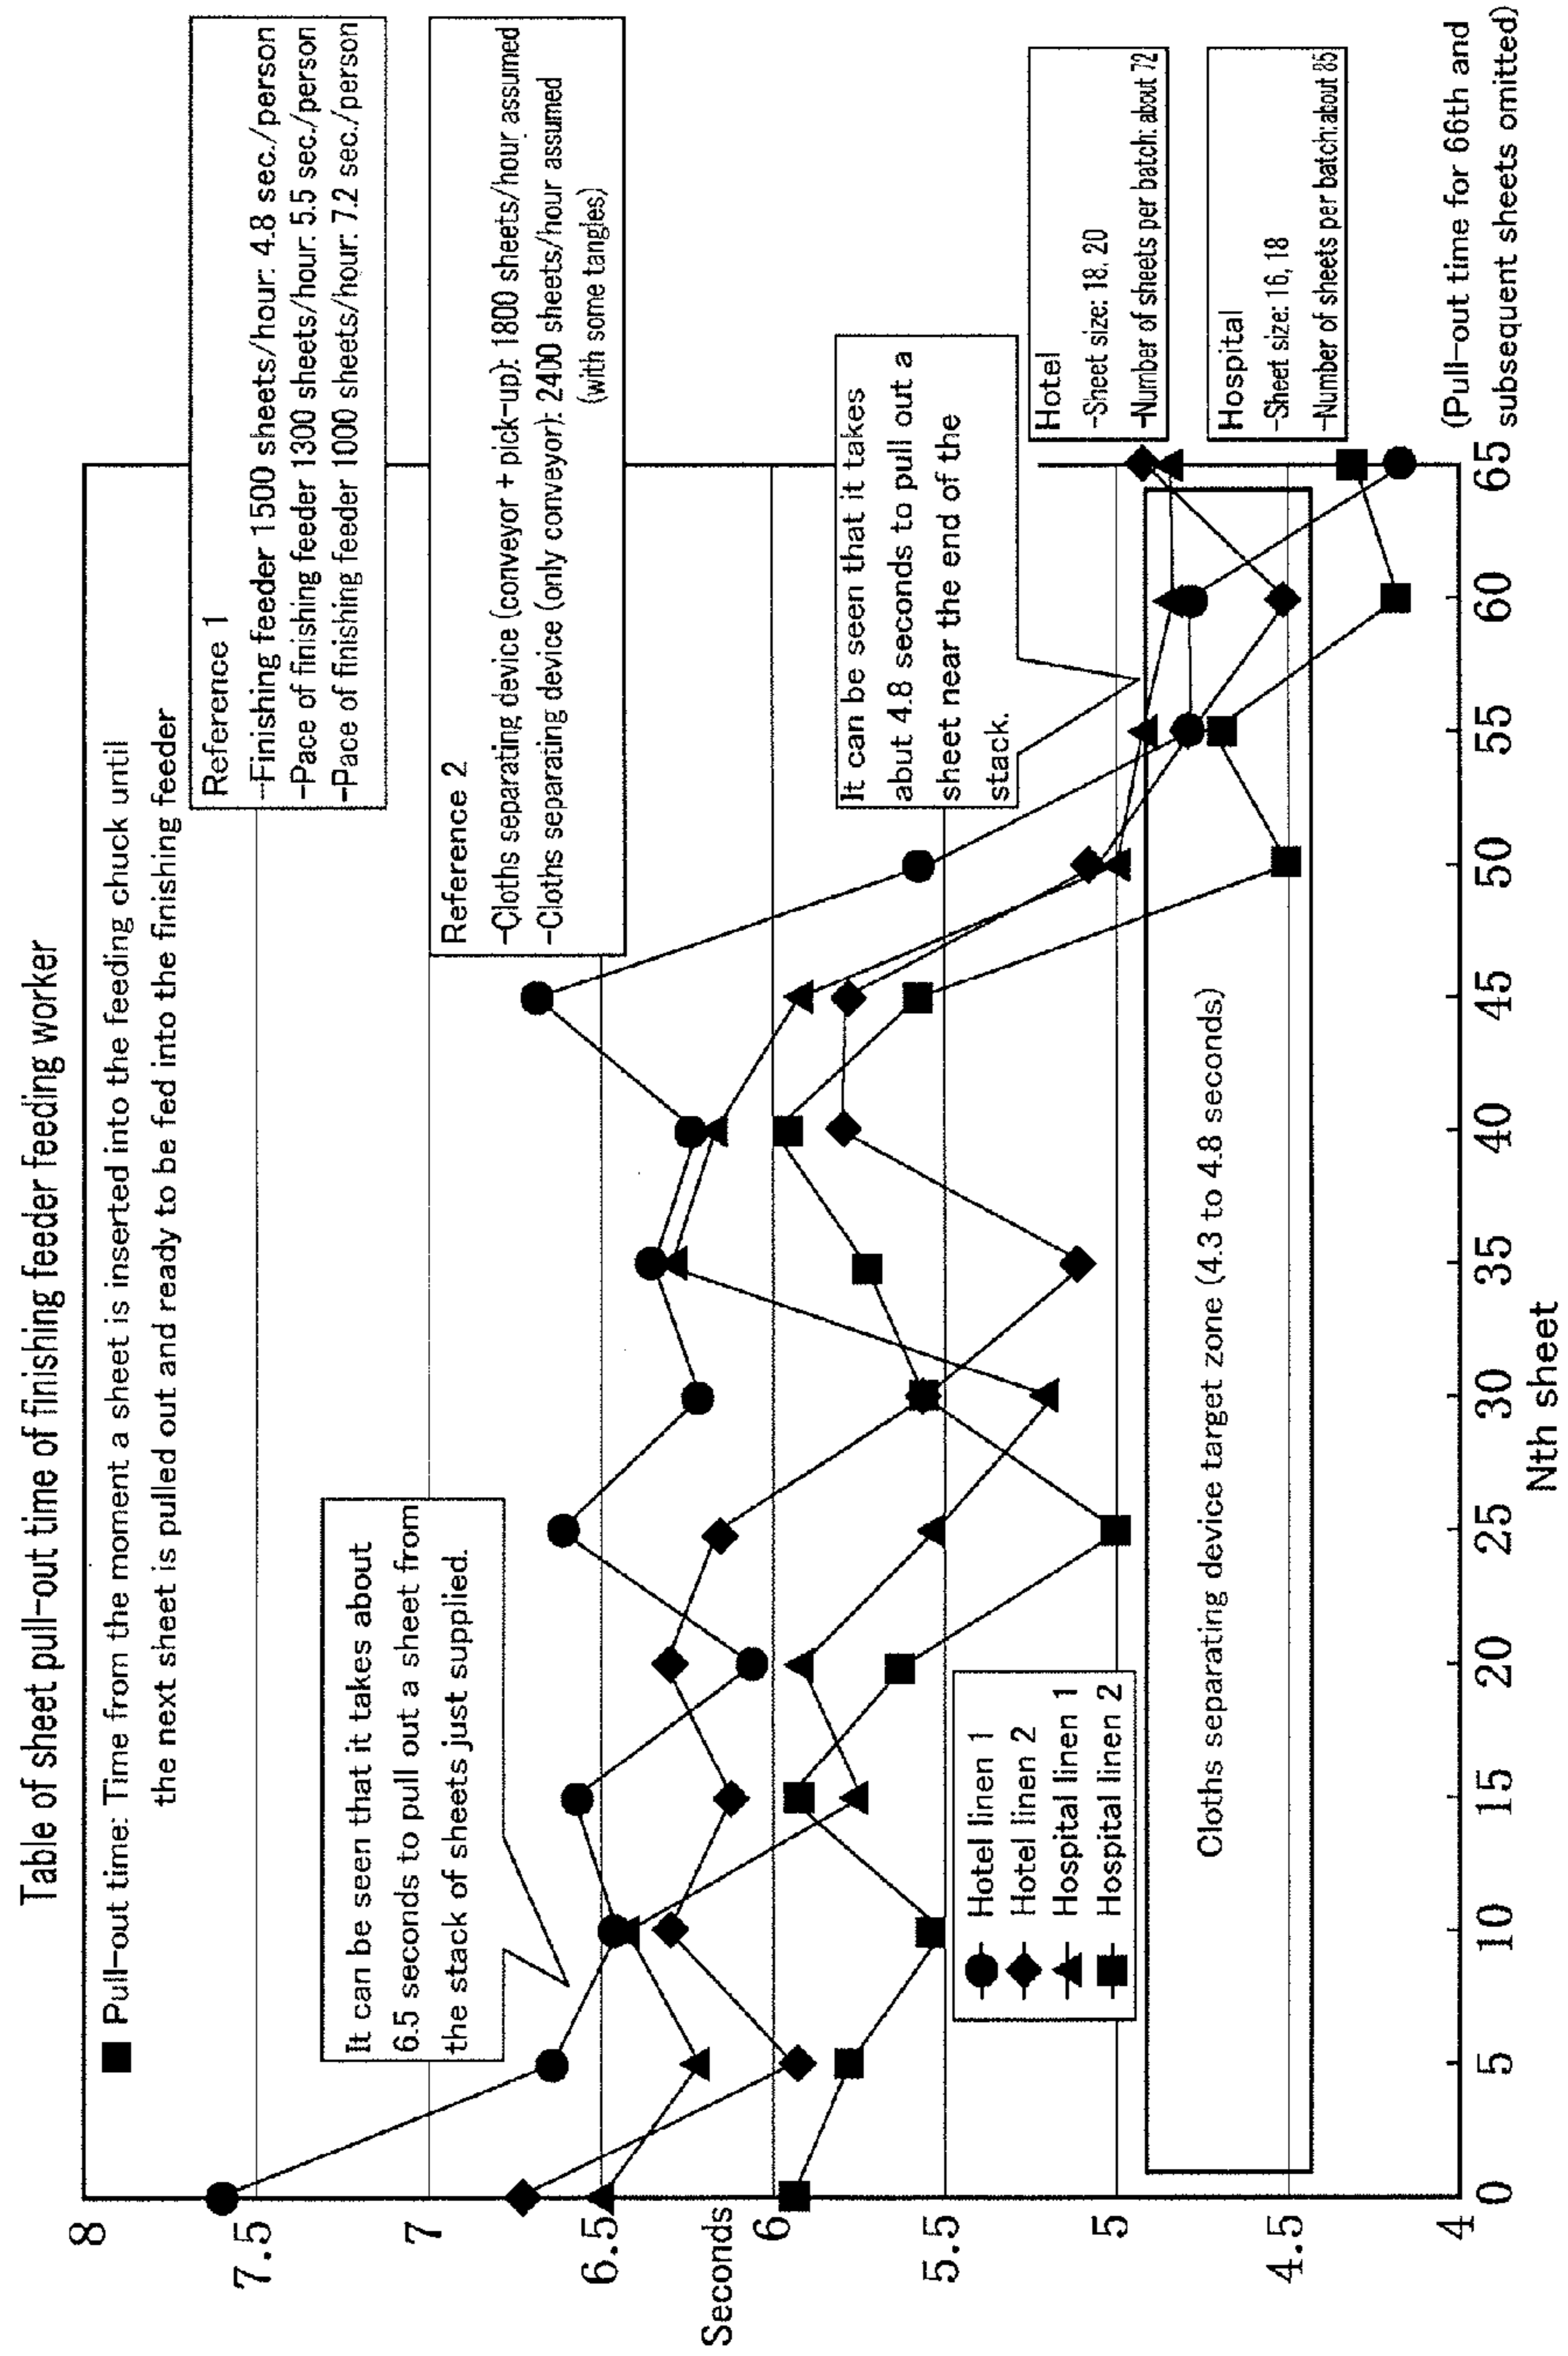 Table of sheet pull-out time of finishing feeder feeding worker
■ Pull-out time: Time from the moment a sheet is inserted into the feeding chuck until
the next sheet is pulled out and ready to be fed into the finishing feeder
Reference 1
-Finishing feeder 1500 sheets/hour: 4.8 sec./person
-Pace of finishing feeder 1300 sheets/hour: 5.5 sec./person
-Pace of finishing feeder 1000 sheets/hour: 7.2 sec./person
Reference 2
-Cloths separating device (conveyor + pick-up): 1800 sheets/hour assumed
-Cloths separating device (only conveyor): 2400 sheets/hour assumed
(with some tangles)
It can be seen that it takes about
6.5 seconds to pull out a sheet from
the stack of sheets just supplied.
It can be seen that it takes
abut 4.8 seconds to pull out a
sheet near the end of the
stack.
Hotel
-Sheet size: 18, 20
-Number of sheets per batch: about 72
Hospital
-Sheet size: 16, 18
-Number of sheets per batch:about 85
Hotel linen 1
Hotel linen 2
Hospital linen 1
Hospital linen 2
Cloths separating device target zone (4.3 to 4.8 seconds)
8
7.5
7
6.5
6
5.5
5
4.5
4
Seconds
0 5 10 15 20 25 30 35 40 45 50 55 60 65
Nth sheet
(Pull-out time for 66th and
subsequent sheets omitted)